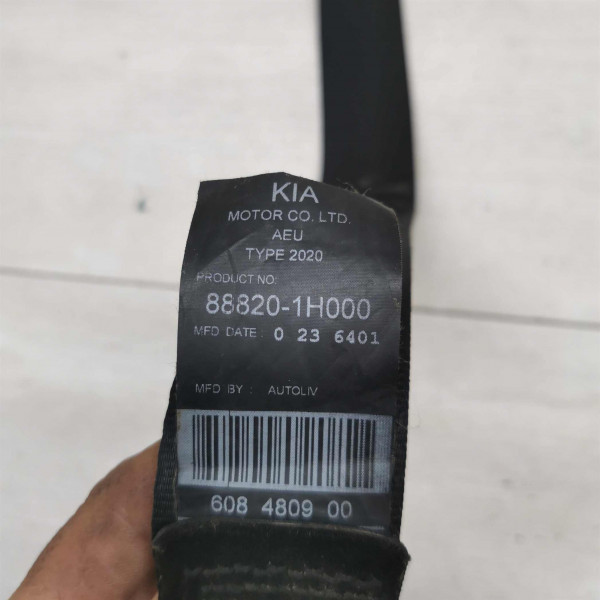 KIA
MOTOR CO. LTD.
AEU
TYPE 2020
PRODUCT NO:
88820-1H000
MFD DATE: 0 23 6401
MFD BY : AUTOLIV
608 4809 00